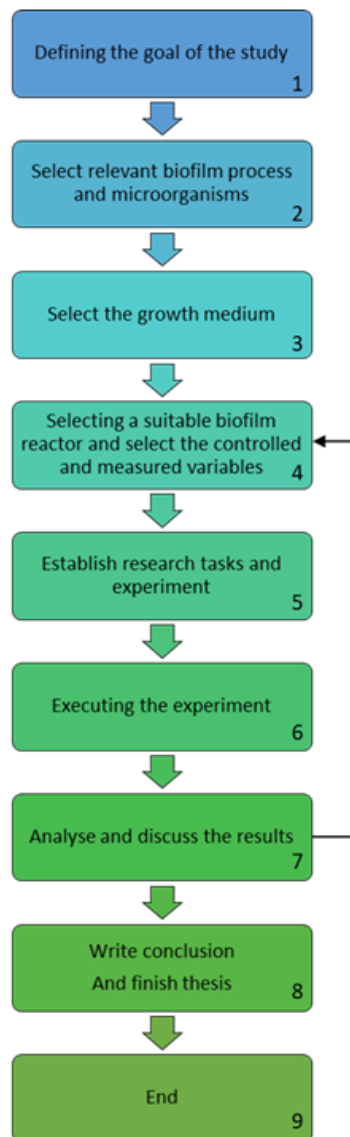 Defining the goal of the study
1
Select relevant biofilm process
and microorganisms
2
Select the growth medium
3
Selecting a suitable biofilm
reactor and select the controlled
and measured variables
4
Establish research tasks and
experiment
5
Executing the experiment
6
Analyse and discuss the results
7
Write conclusion
And finish thesis
8
End
9